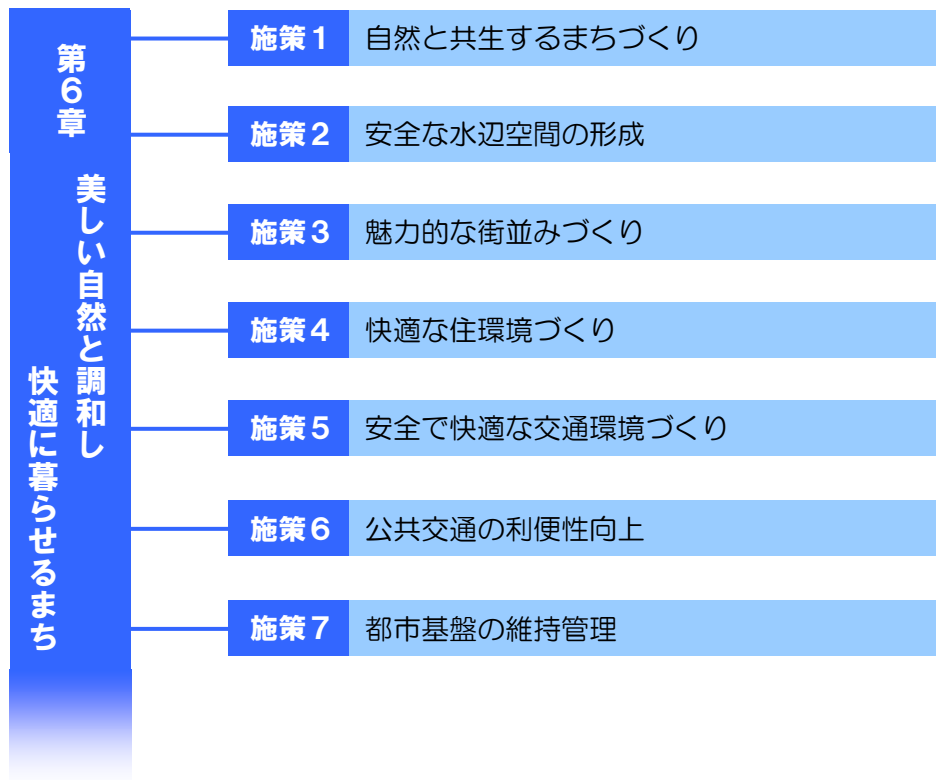 第6章
美しい自然と調和し
快適に暮らせるまち
施策1 自然と共生するまちづくり
施策2 安全な水辺空間の形成
施策3 魅力的な街並みづくり
施策4 快適な住環境づくり
施策5 安全で快適な交通環境づくり
施策6 公共交通の利便性向上
施策7 都市基盤の維持管理